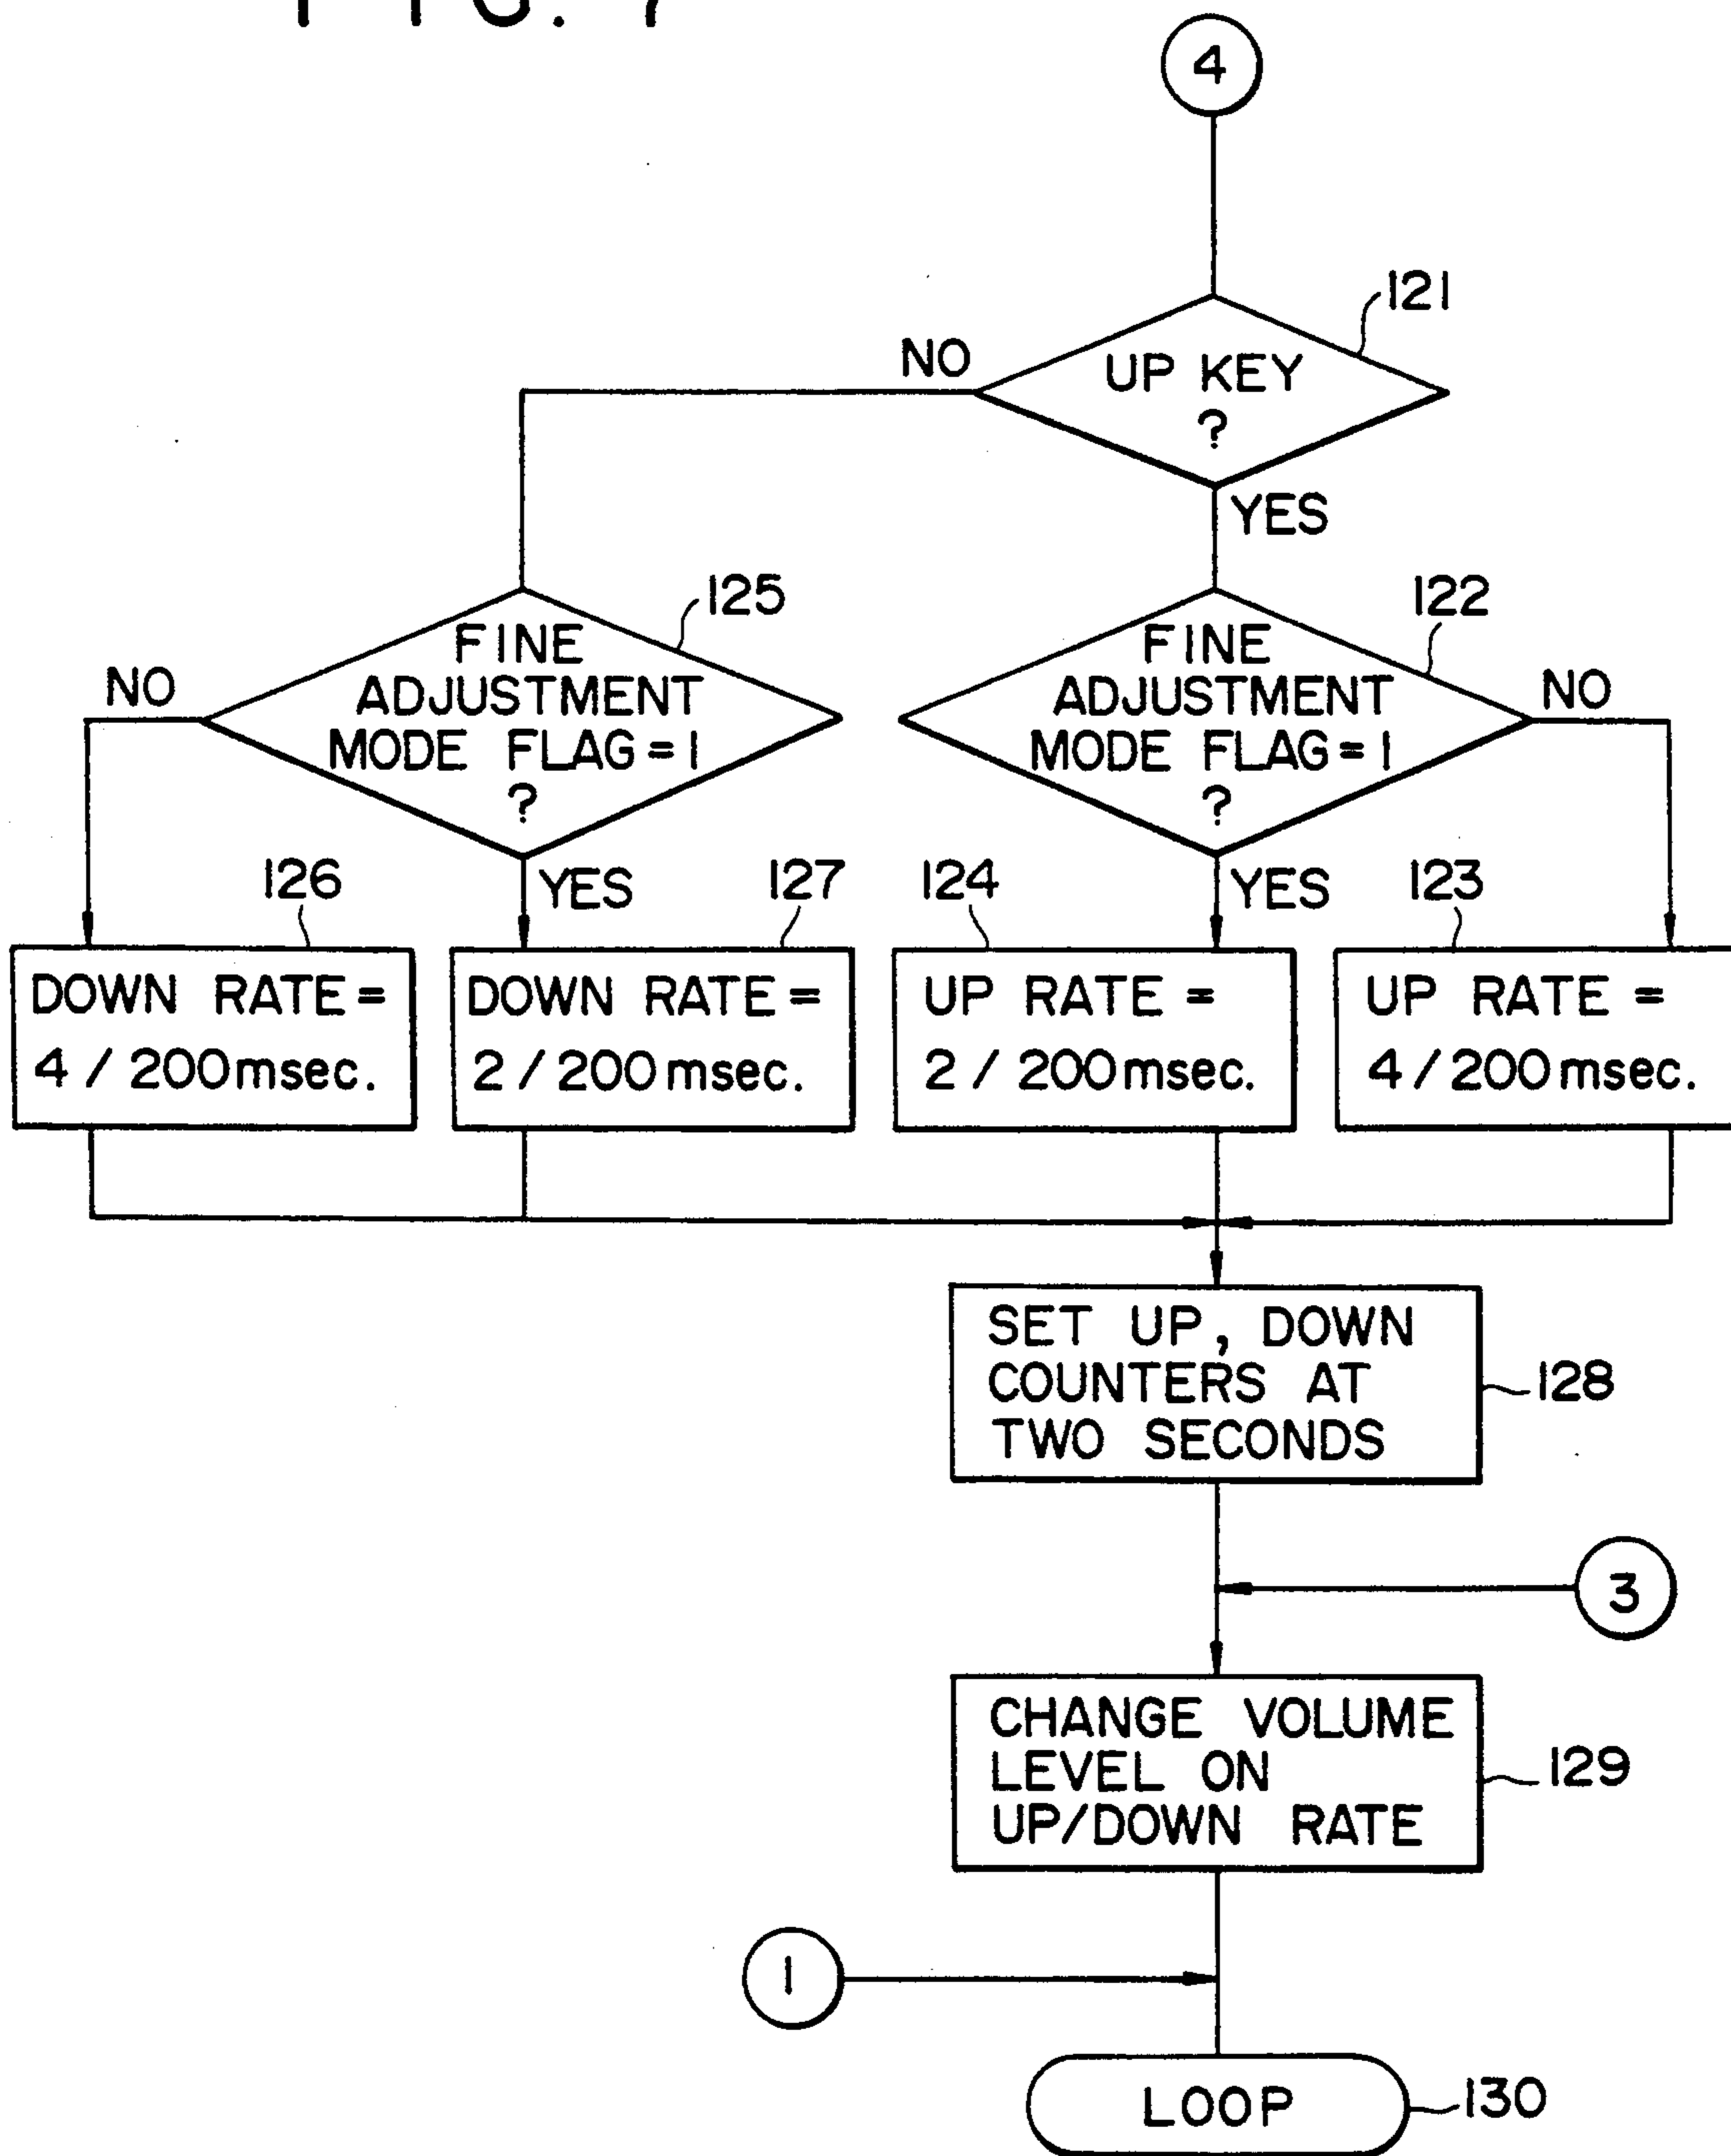 FIG. 7
4
121
NO
UP KEY
?
YES
125
122
NO
FINE
ADJUSTMENT
MODE FLAG=1
?
FINE
ADJUSTMENT
MODE FLAG=1
?
NO
126
YES
127
124
YES
123
DOWN RATE=
4/200msec.
DOWN RATE=
2/200msec.
UP RATE =
2/200msec.
UP RATE =
4/200msec.
SET UP, DOWN
COUNTERS AT
TWO SECONDS
128
3
CHANGE VOLUME
LEVEL ON
UP/DOWN RATE
129
1
LOOP
130